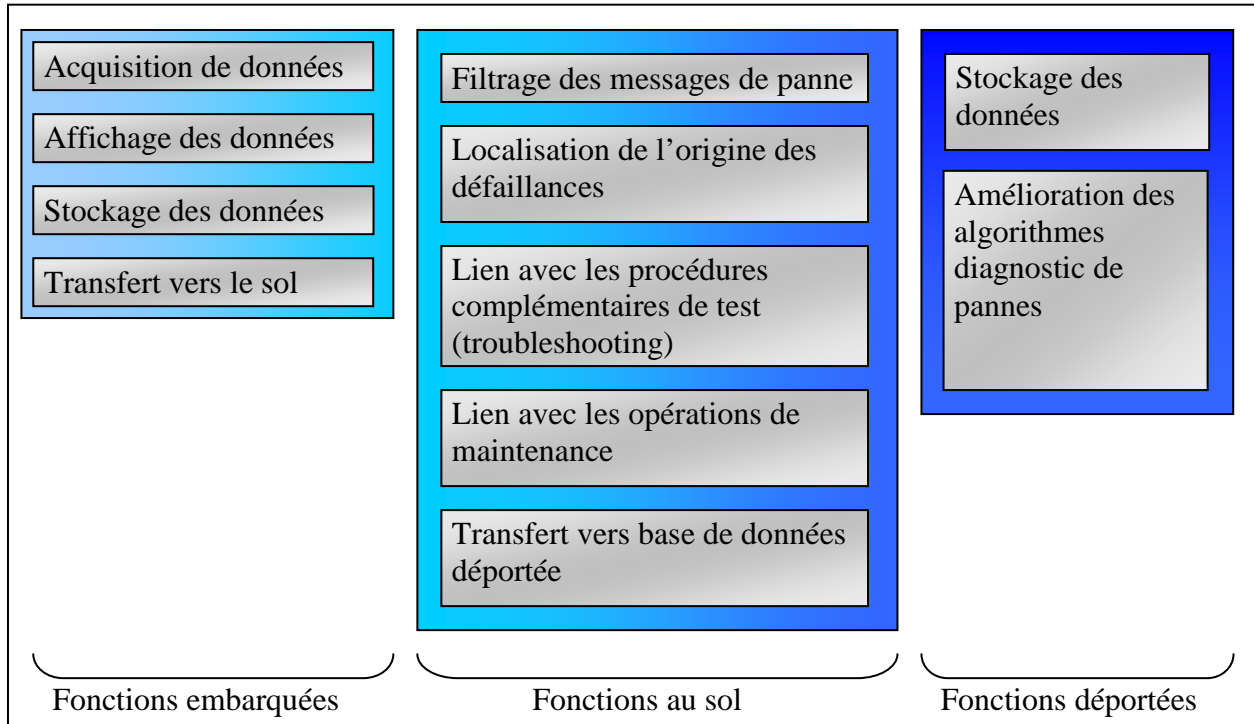 Acquisition de données
Affichage des données
Stockage des données
Transfert vers le sol
Filtrage des messages de panne
Localisation de l’origine des
défaillances
Lien avec les procédures
complémentaires de test
(troubleshooting)
Lien avec les opérations de
maintenance
Transfert vers base de données
déportée
Stockage des
données
Amélioration des
algorithmes
diagnostic de
pannes
Fonctions embarquées
Fonctions au sol
Fonctions déportées